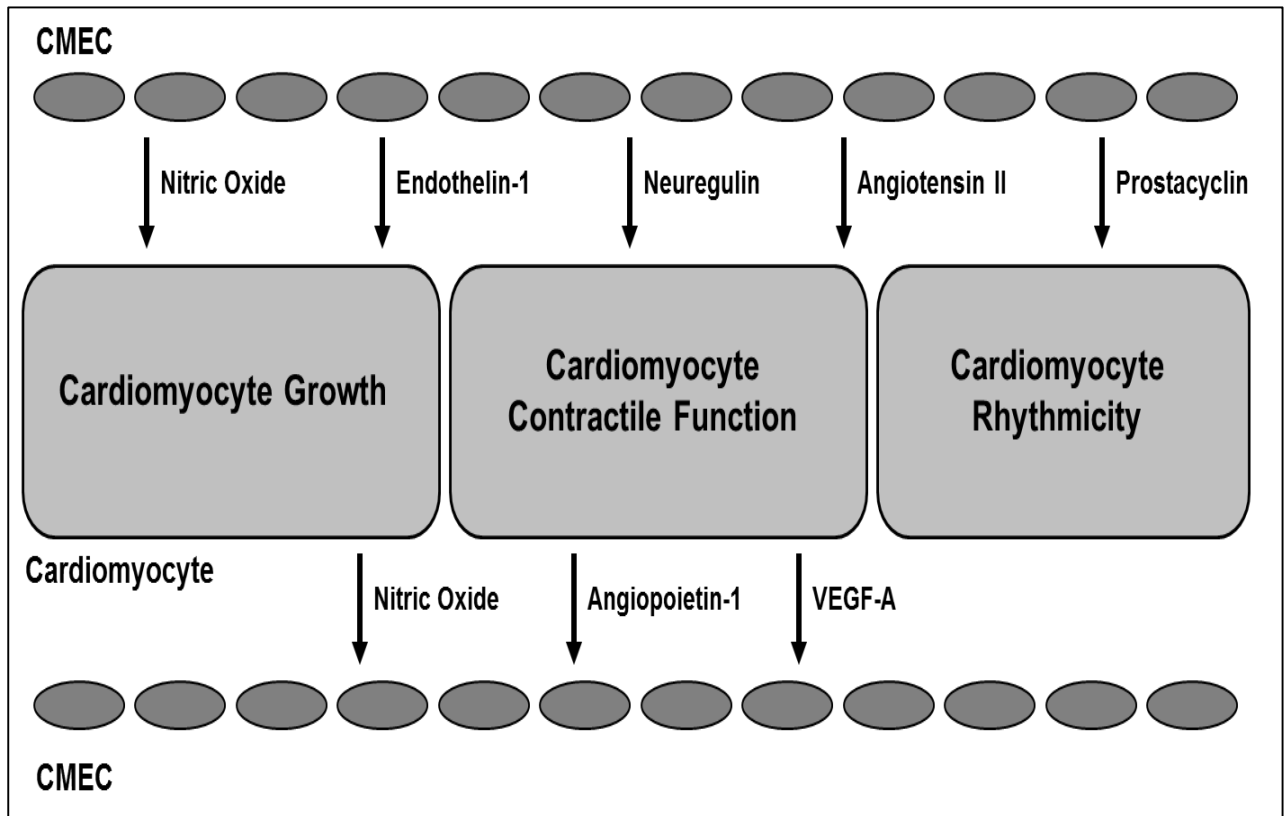 CMEC
Nitric Oxide
Endothelin-1
Neuregulin
Angiotensin II
Prostacyclin
Cardiomyocyte Growth
Cardiomyocyte
Contractile Function
Cardiomyocyte
Rhythmicity
Cardiomyocyte
Nitric Oxide
Angiopoietin-1
VEGF-A
CMEC